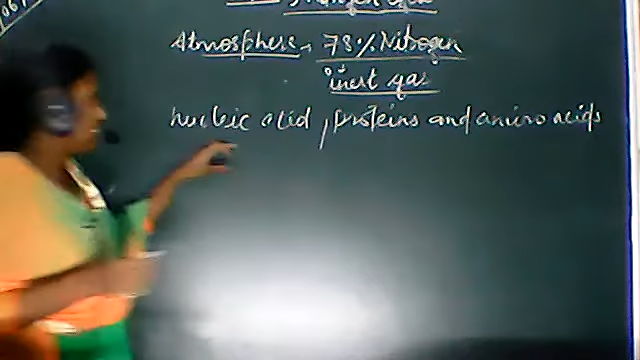 Atmosphere - 78% Nitrogen
inert gas
nucleic acid, proteins and amino acids